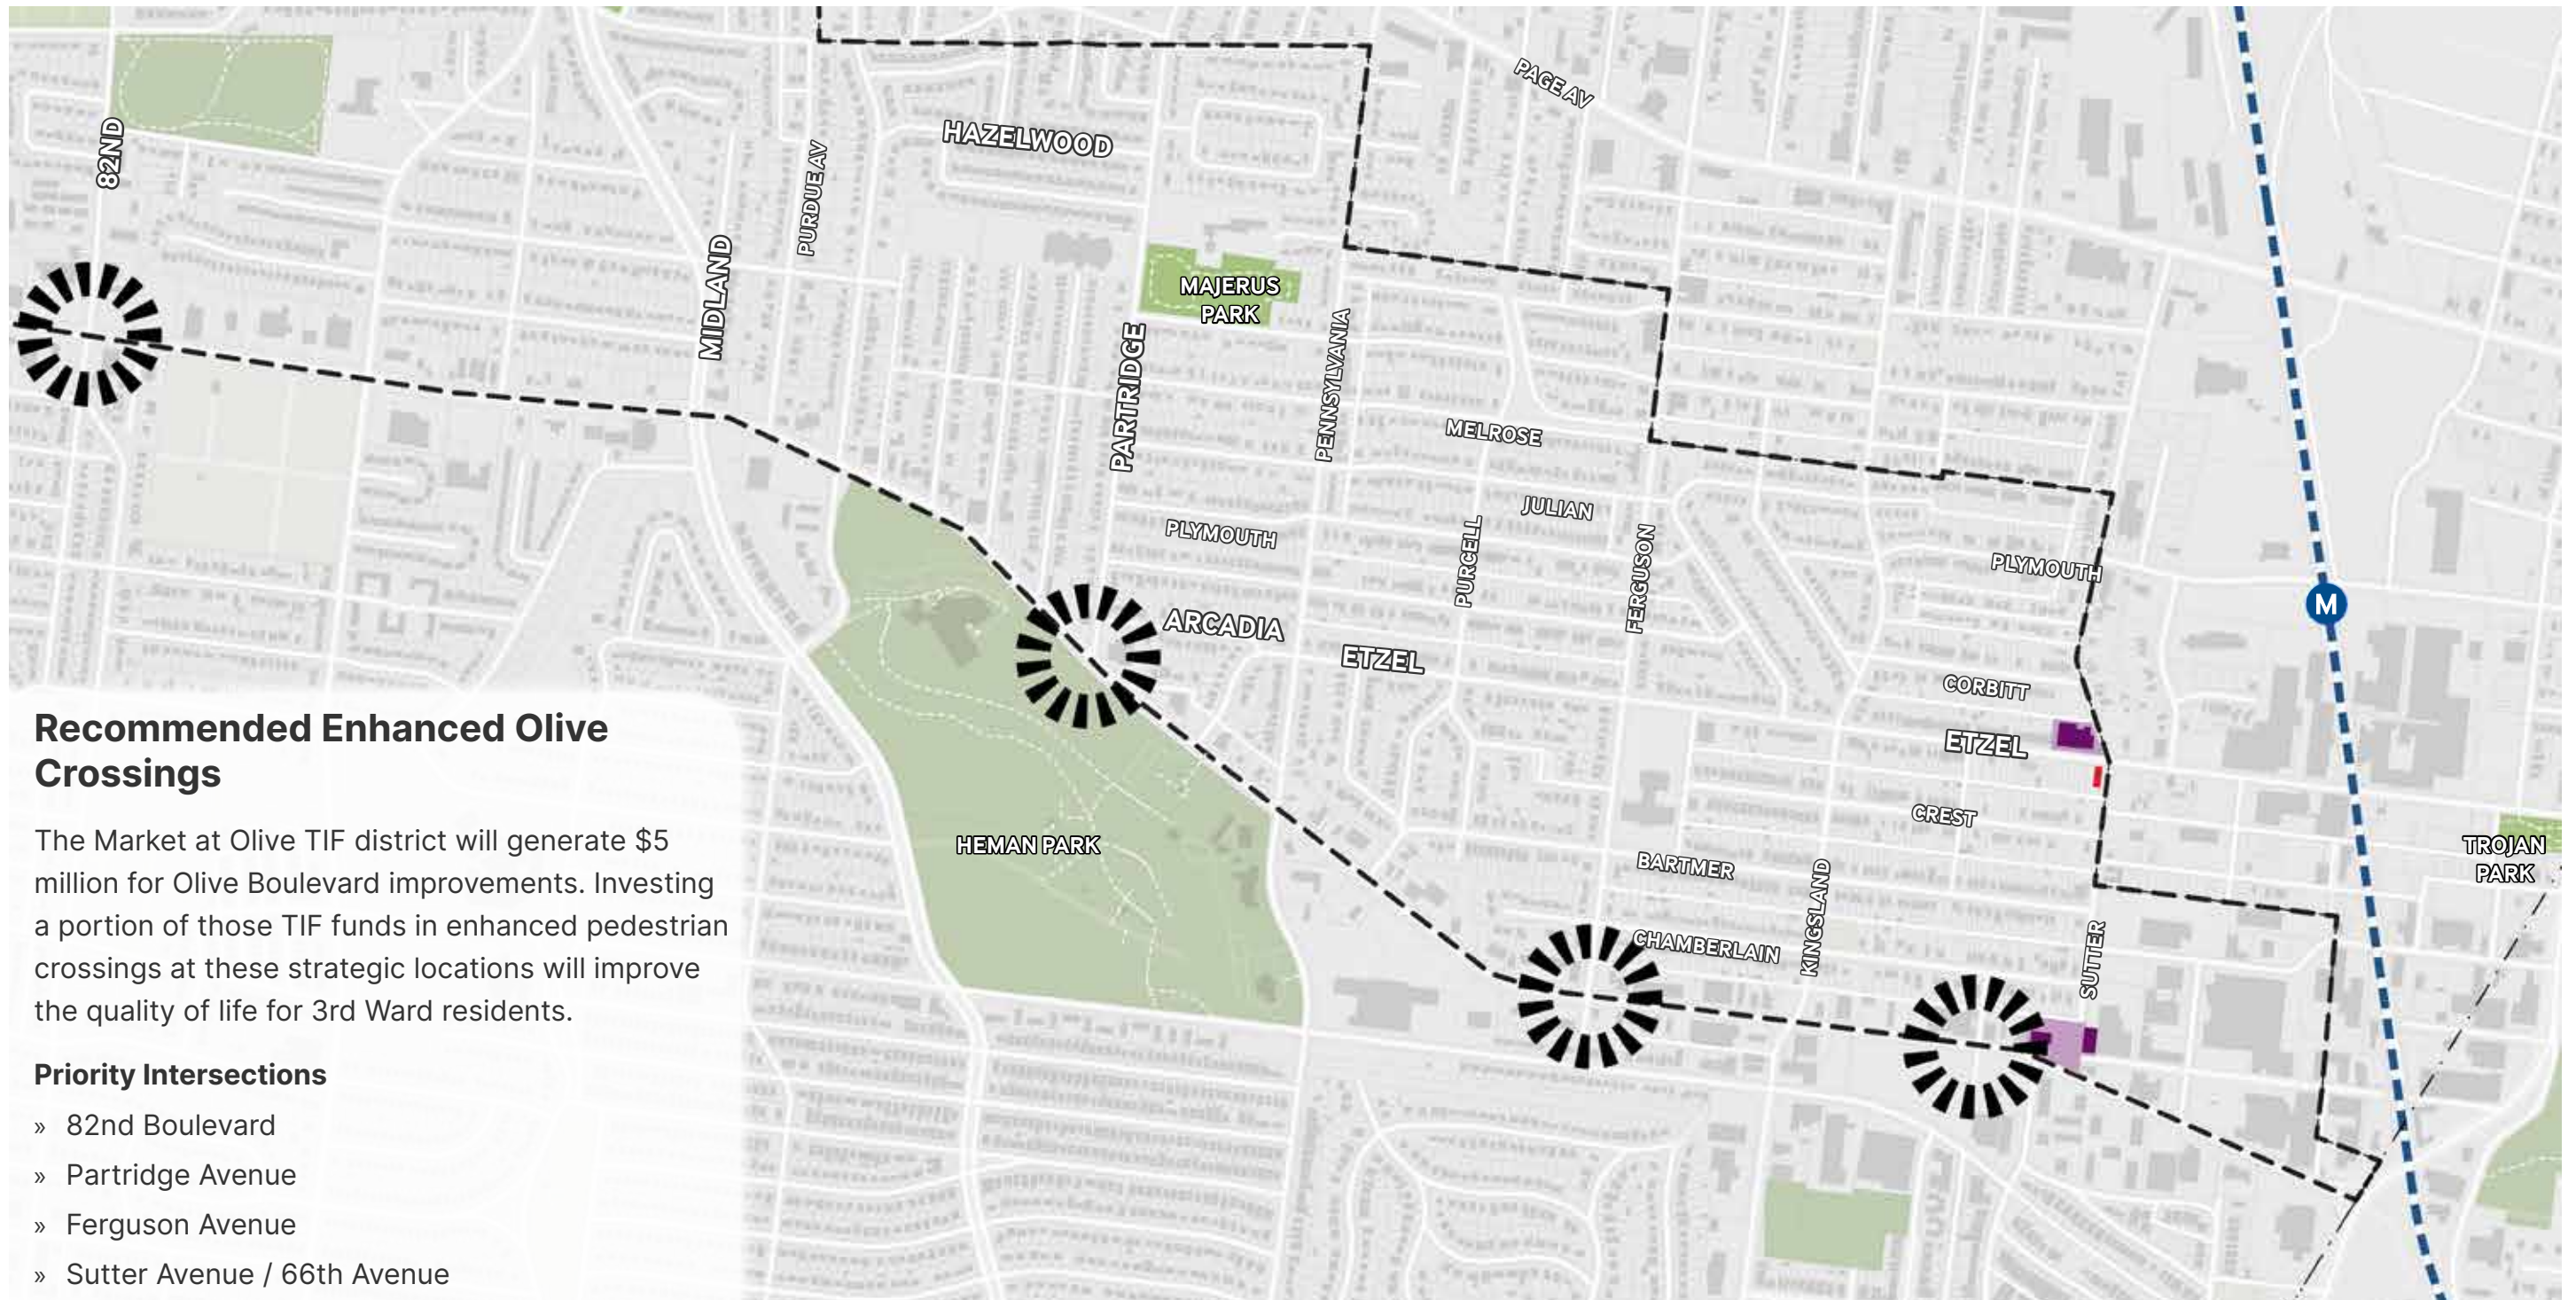 PAGE AV
82ND
HAZELWOOD
PURDUE AV
MIDLAND
MAJERUS
PARK
PARTRIDGE
PENNSYLVANIA
MELROSE
JULIAN
PLYMOUTH
PURCELL
FERGUSON
PLYMOUTH
M
ARCADIA
ETZEL
CORBITT
ETZEL
CREST
HEMAN PARK
TROJAN
PARK
BARTMER
KINGSLAND
CHAMBERLAIN
SUTTER
Recommended Enhanced Olive
Crossings
The Market at Olive TIF district will generate $5
million for Olive Boulevard improvements. Investing
a portion of those TIF funds in enhanced pedestrian
crossings at these strategic locations will improve
the quality of life for 3rd Ward residents.
Priority Intersections
» 82nd Boulevard
» Partridge Avenue
» Ferguson Avenue
» Sutter Avenue / 66th Avenue